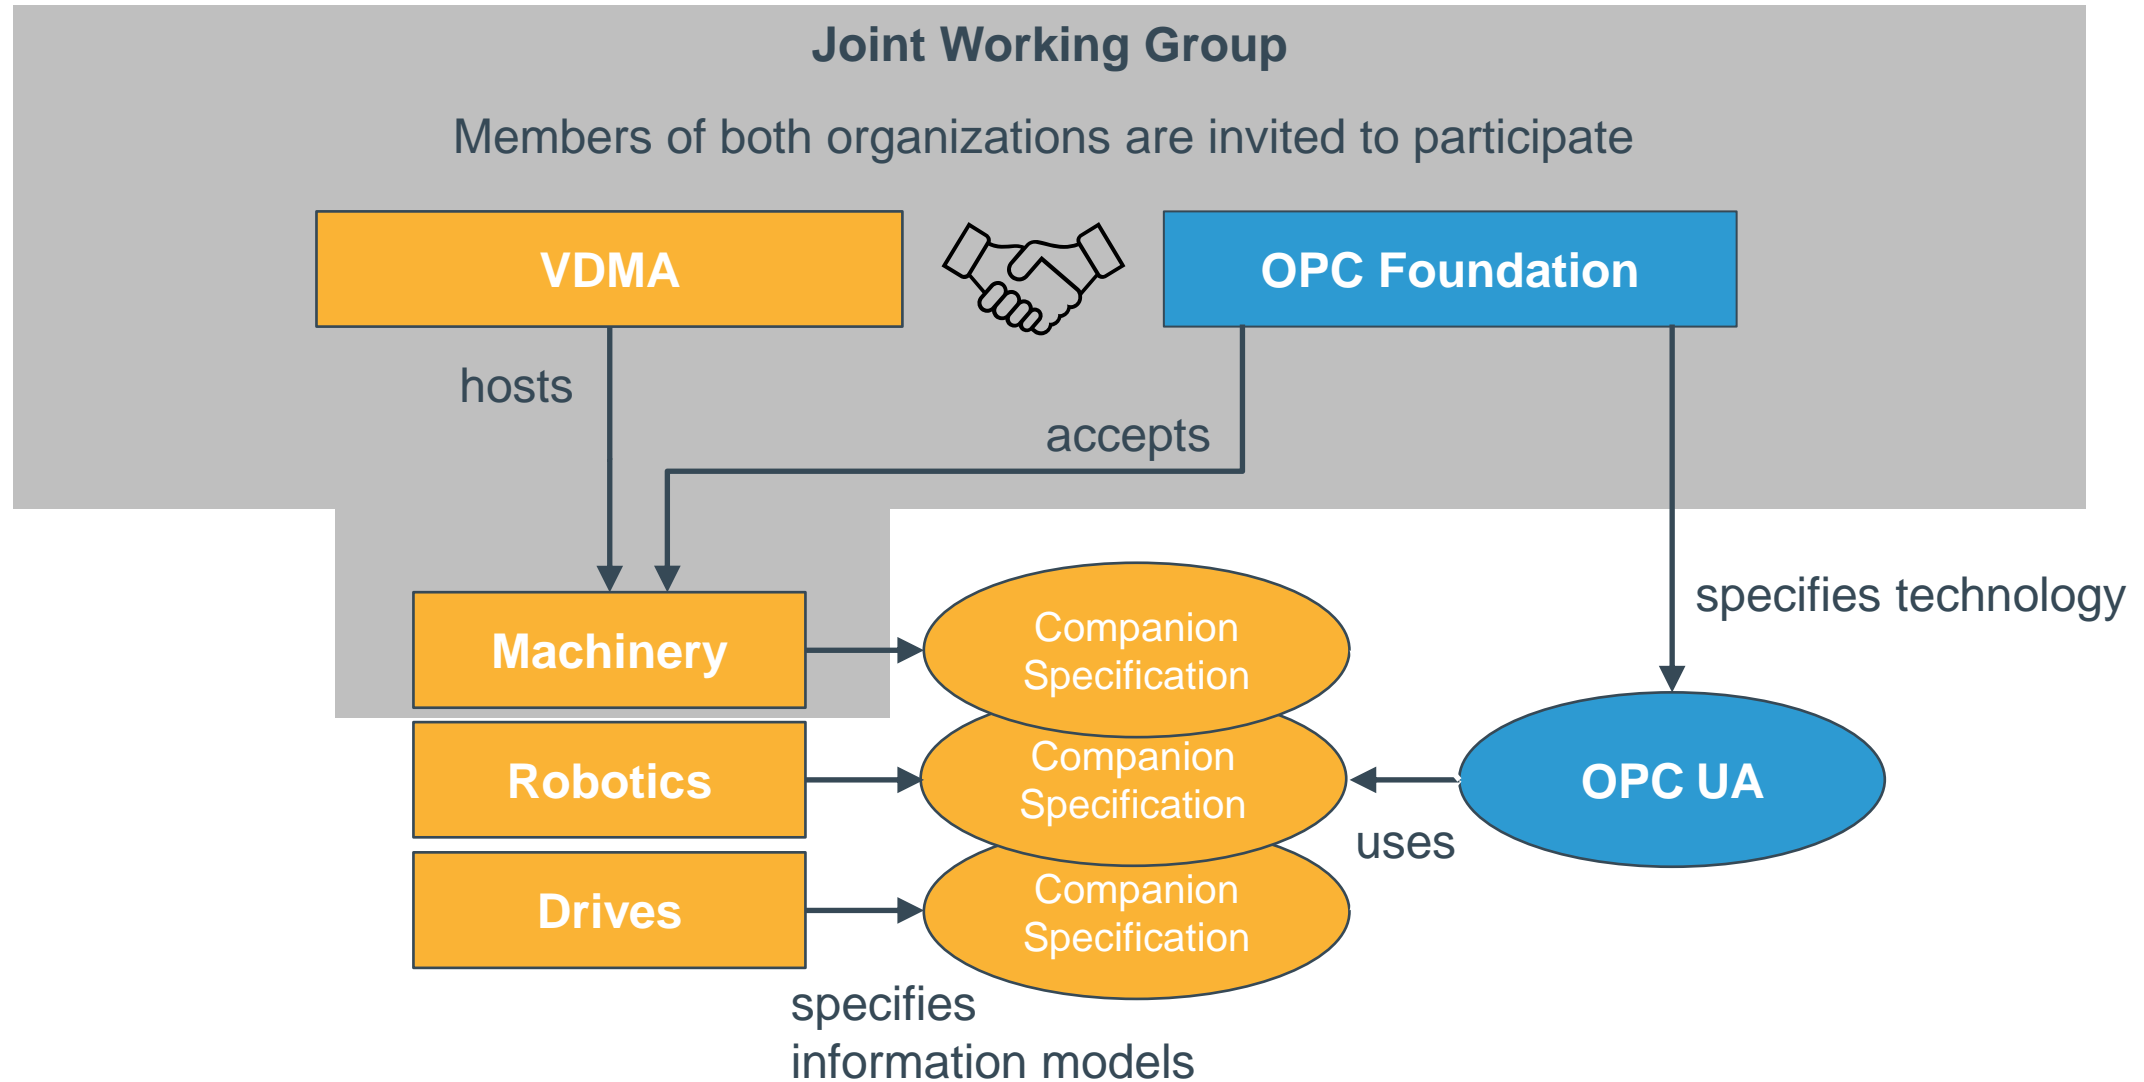 Joint Working Group
Members of both organizations are invited to participate
VDMA
OPC Foundation
hosts
accepts
specifies technology
Machinery
Companion
Specification
Robotics
Companion
Specification
OPC UA
uses
Drives
Companion
Specification
specifies
information models